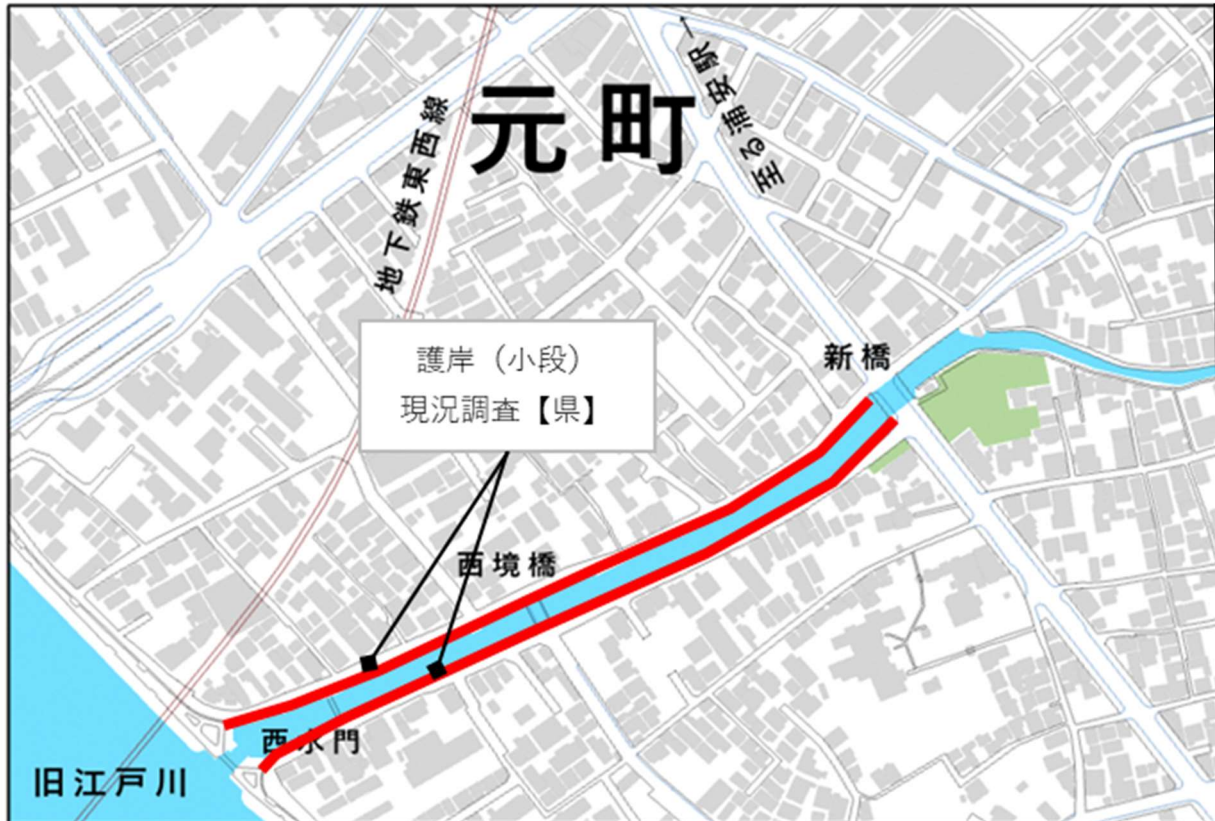 元町
至る浦安駅→
地下鉄東西線
護岸（小段）
現況調査【県】
新橋
西境橋
西水門
旧江戸川